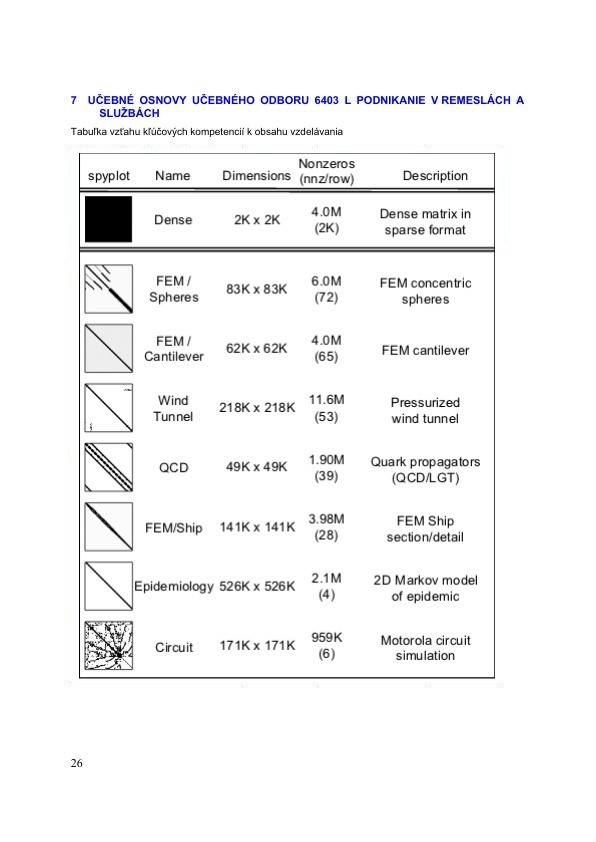 7 UČEBNÉ OSNOVY UČEBNÉHO ODBORU 6403 L PODNIKANIE V REMESLÁCH A
SLUŽBÁCH
Tabuľka vzťahu kľúčových kompetencií k obsahu vzdelávania
spyplot Name Dimensions Nonzeros (nnz/row) Description
Dense 2K x 2K 4.0M (2K) Dense matrix in sparse format
FEM / Spheres 83K x 83K 6.0M (72) FEM concentric spheres
FEM / Cantilever 62K x 62K 4.0M (65) FEM cantilever
Wind Tunnel 218K x 218K 11.6M (53) Pressurized wind tunnel
QCD 49K x 49K 1.90M (39) Quark propagators (QCD/LGT)
FEM/Ship 141K x 141K 3.98M (28) FEM Ship section/detail
Epidemiology 526K x 526K 2.1M (4) 2D Markov model of epidemic
Circuit 171K x 171K 959K (6) Motorola circuit simulation
26